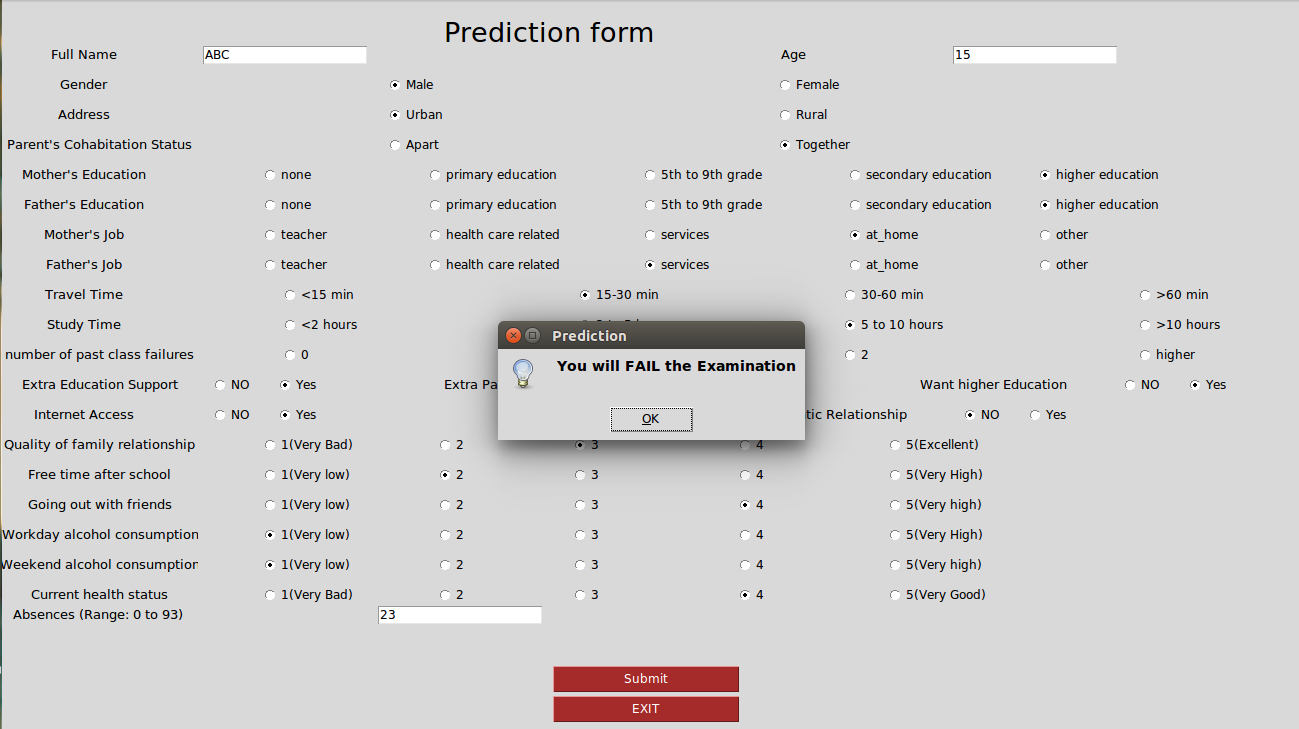 Prediction form
Full Name ABC Age 15
Gender Male Female
Address Urban Rural
Parent's Cohabitation Status Apart Together
Mother's Education none primary education 5th to 9th grade secondary education higher education
Father's Education none primary education 5th to 9th grade secondary education higher education
Mother's Job teacher health care related services at_home other
Father's Job teacher health care related services at_home other
Travel Time <15 min 15-30 min 30-60 min >60 min
Study Time <2 hours 5 to 10 hours >10 hours
Prediction
number of past class failures 0 2 higher
You will FAIL the Examination
Extra Education Support NO Yes Extra Pa Want higher Education NO Yes
Internet Access NO Yes tic Relationship NO Yes
OK
Quality of family relationship 1(Very Bad) 2 3 4 5(Excellent)
Free time after school 1(Very low) 2 3 4 5(Very High)
Going out with friends 1(Very low) 2 3 4 5(Very high)
Workday alcohol consumption 1(Very low) 2 3 4 5(Very High)
Weekend alcohol consumption 1(Very low) 2 3 4 5(Very high)
Current health status 1(Very Bad) 2 3 4 5(Very Good)
Absences (Range: 0 to 93) 23
Submit
EXIT